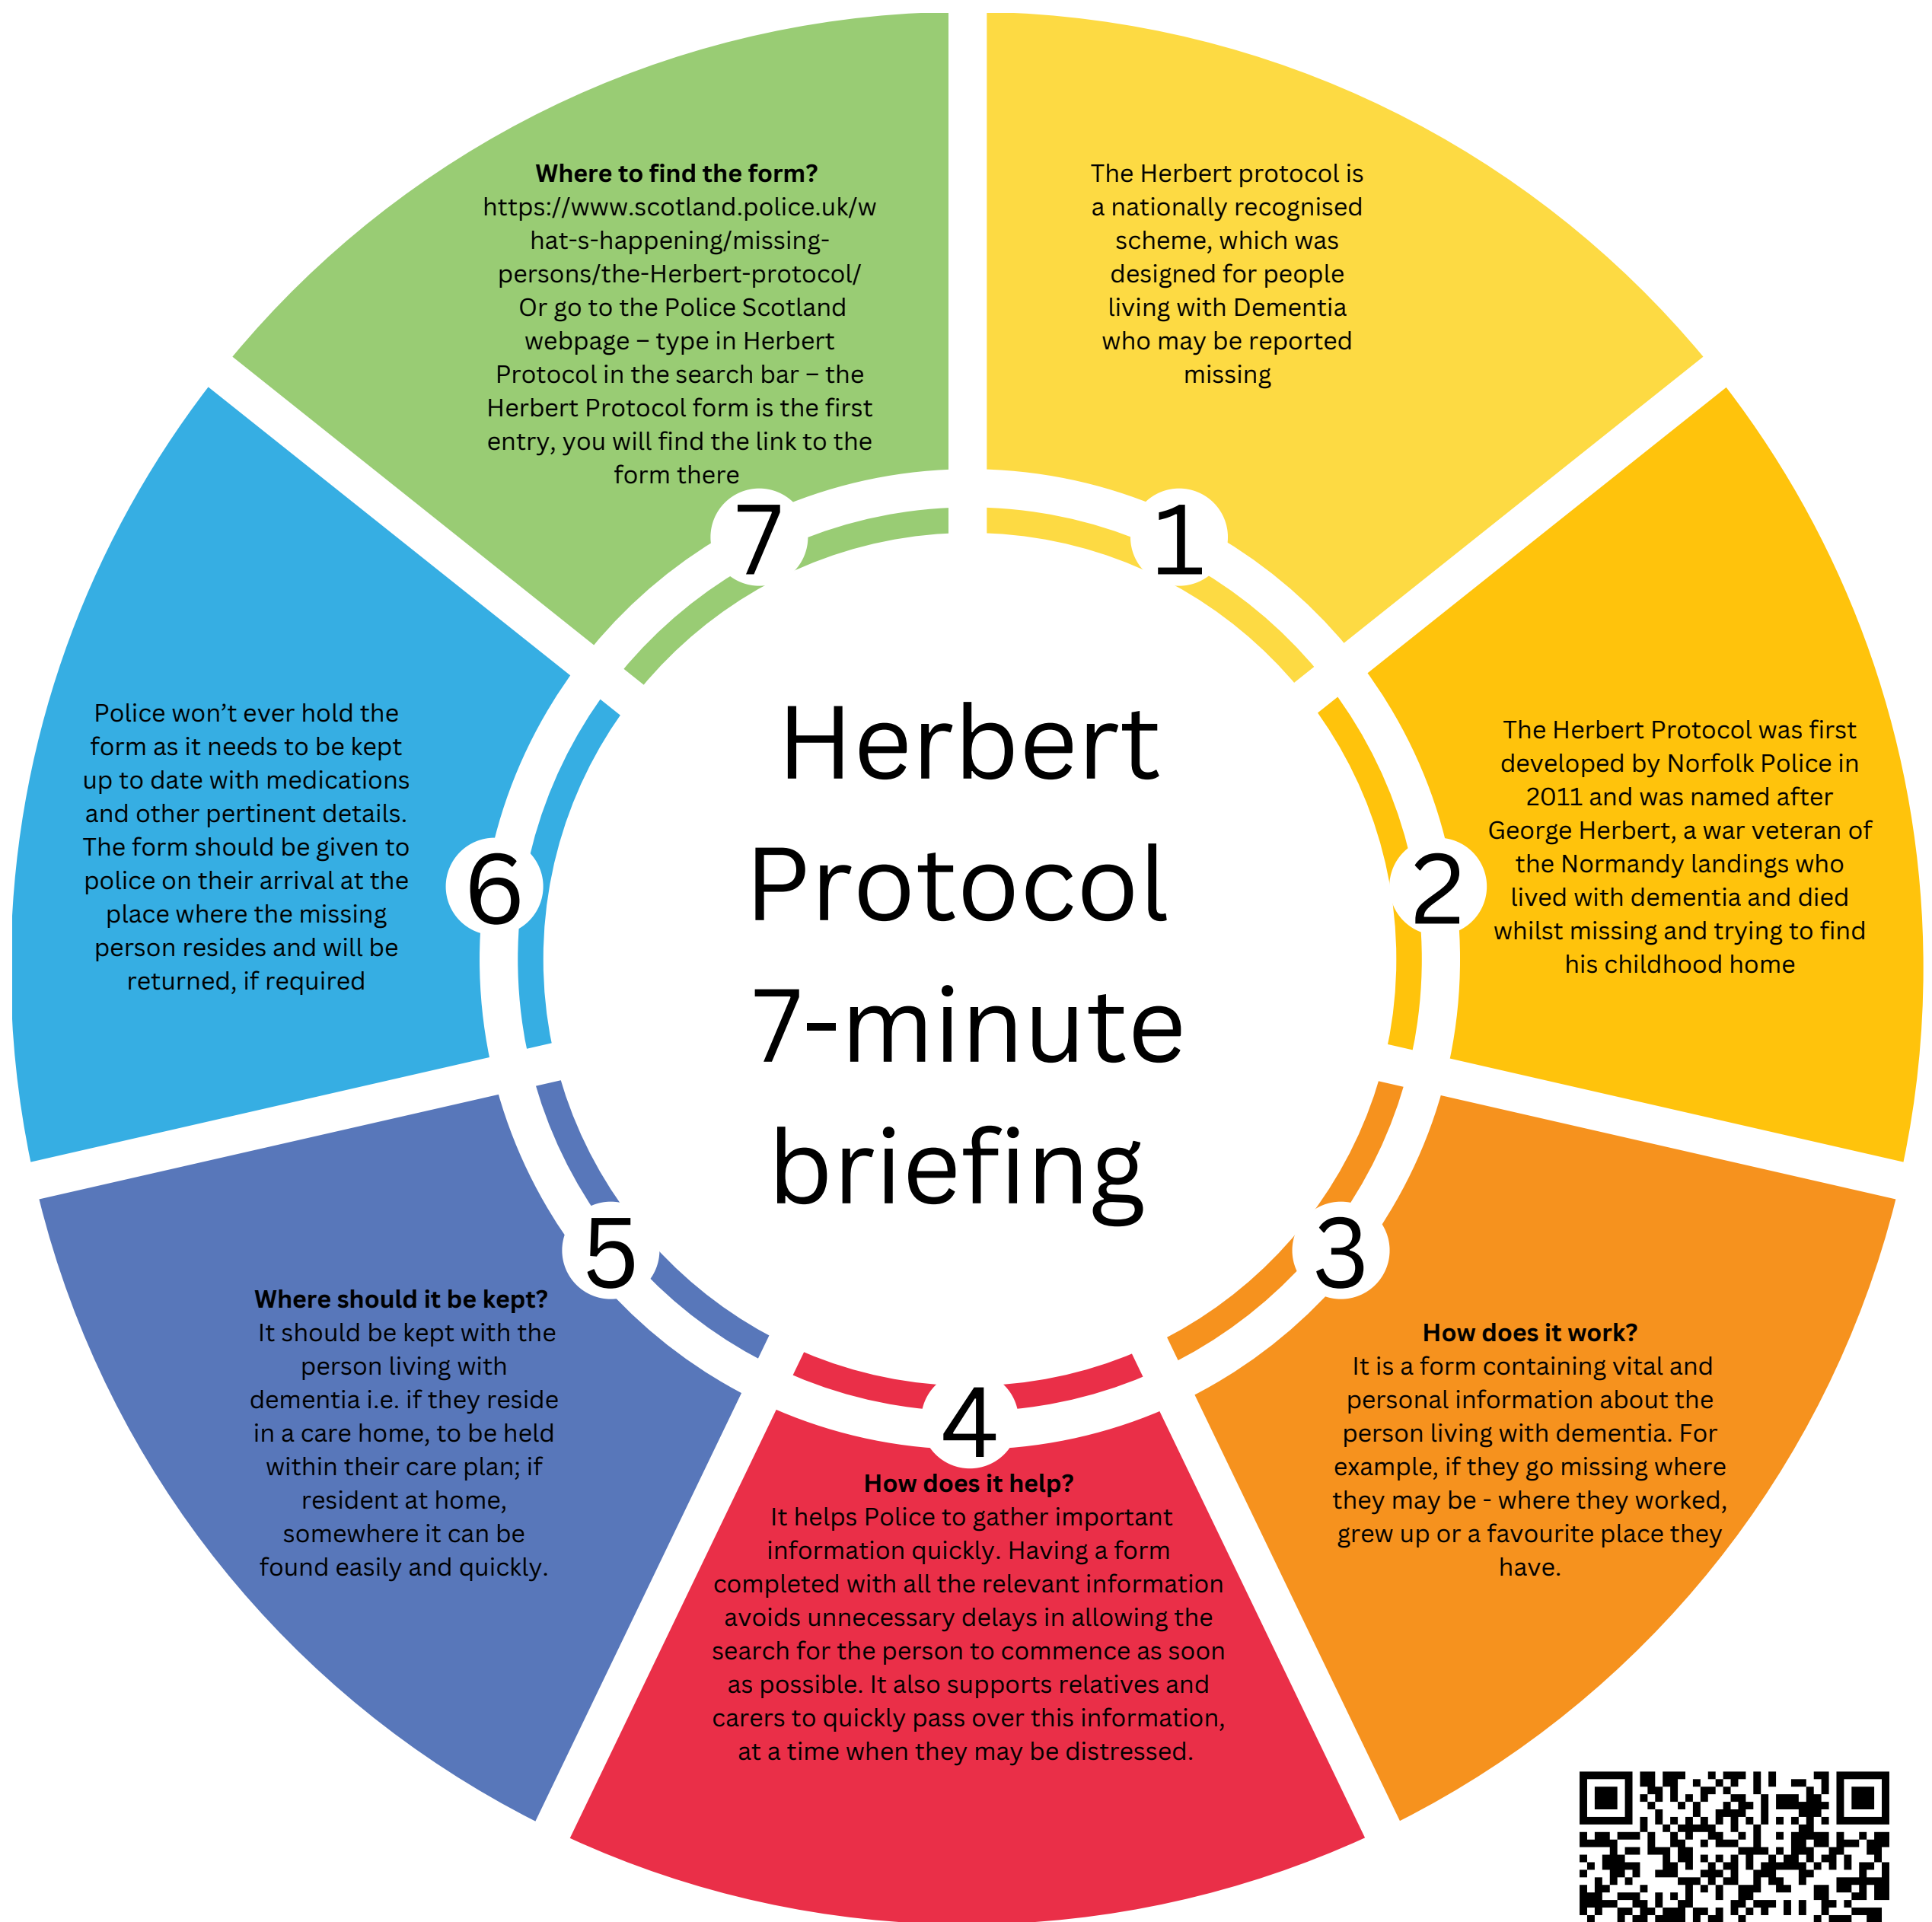 Herbert
Protocol
7-minute
briefing
1
The Herbert protocol is
a nationally recognised
scheme, which was
designed for people
living with Dementia
who may be reported
missing
2
The Herbert Protocol was first
developed by Norfolk Police in
2011 and was named after
George Herbert, a war veteran of
the Normandy landings who
lived with dementia and died
whilst missing and trying to find
his childhood home
3
How does it work?
It is a form containing vital and
personal information about the
person living with dementia. For
example, if they go missing where
they may be - where they worked,
grew up or a favourite place they
have.
4
How does it help?
It helps Police to gather important
information quickly. Having a form
completed with all the relevant information
avoids unnecessary delays in allowing the
search for the person to commence as soon
as possible. It also supports relatives and
carers to quickly pass over this information,
at a time when they may be distressed.
5
Where should it be kept?
It should be kept with the
person living with
dementia i.e. if they reside
in a care home, to be held
within their care plan; if
resident at home,
somewhere it can be
found easily and quickly.
6
Police won’t ever hold the
form as it needs to be kept
up to date with medications
and other pertinent details.
The form should be given to
police on their arrival at the
place where the missing
person resides and will be
returned, if required
7
Where to find the form?
https://www.scotland.police.uk/w
hat-s-happening/missing-
persons/the-Herbert-protocol/
Or go to the Police Scotland
webpage – type in Herbert
Protocol in the search bar – the
Herbert Protocol form is the first
entry, you will find the link to the
form there